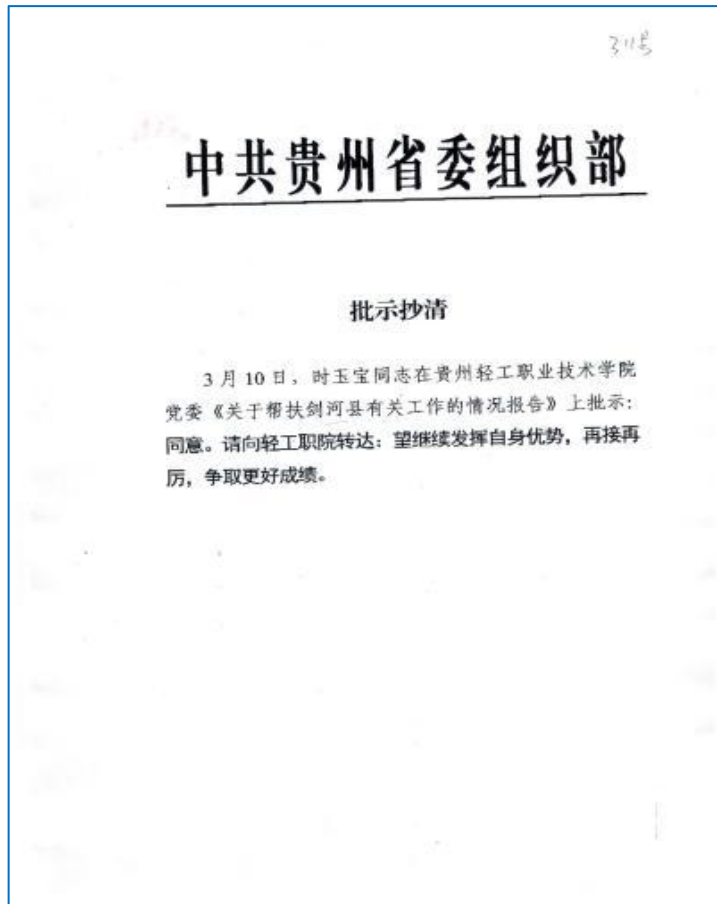 311号
中共贵州省委组织部
批示抄清
3月10日，时玉宝同志在贵州轻工职业技术学院
党委《关于帮扶剑河县有关工作的情况报告》上批示：
同意。请向轻工职院转达：望继续发挥自身优势，再接再
厉，争取更好成绩。